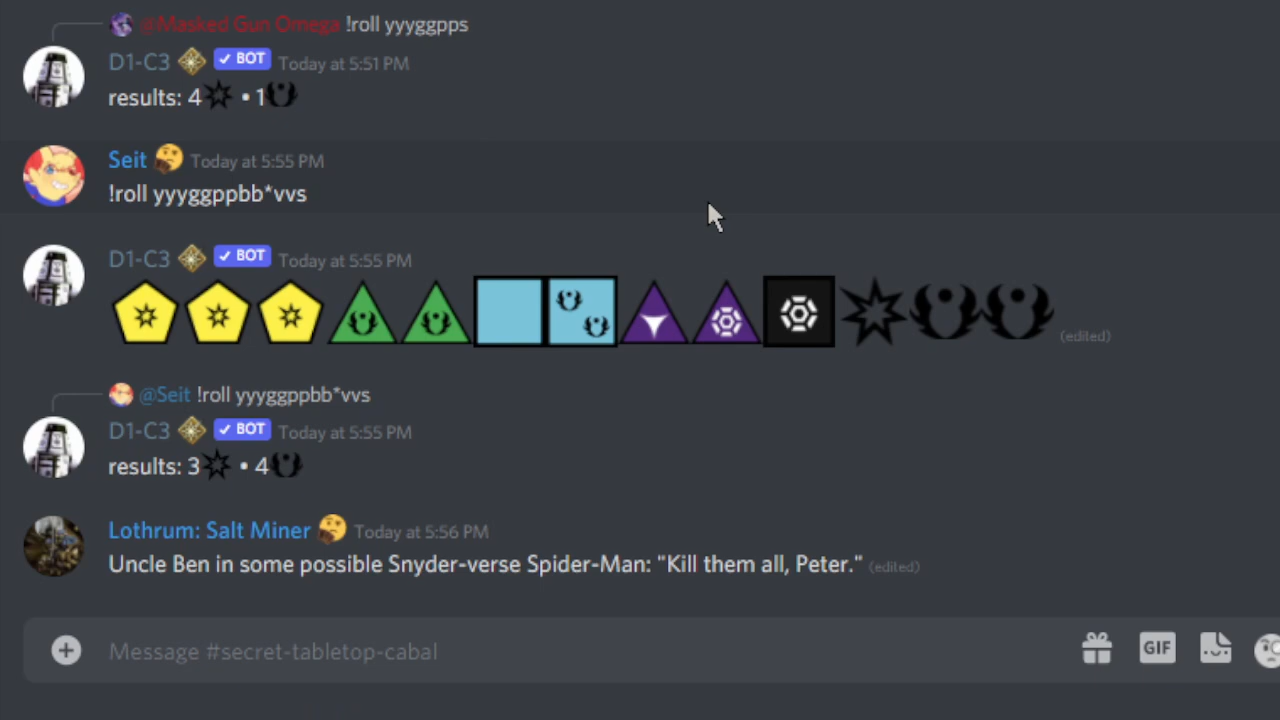 @Masked Gun Omega !roll yyyggpps
D1-C3 ✓ BOT Today at 5:51 PM
results: 4 • 1
Seit Today at 5:55 PM
!roll yyyggppbb*vvs
D1-C3 ✓ BOT Today at 5:55 PM
(edited)
@Seit !roll yyyggppbb*vvs
D1-C3 ✓ BOT Today at 5:55 PM
results: 3 • 4
Lothrum: Salt Miner Today at 5:56 PM
Uncle Ben in some possible Snyder-verse Spider-Man: "Kill them all, Peter." (edited)
Message #secret-tabletop-cabal GIF